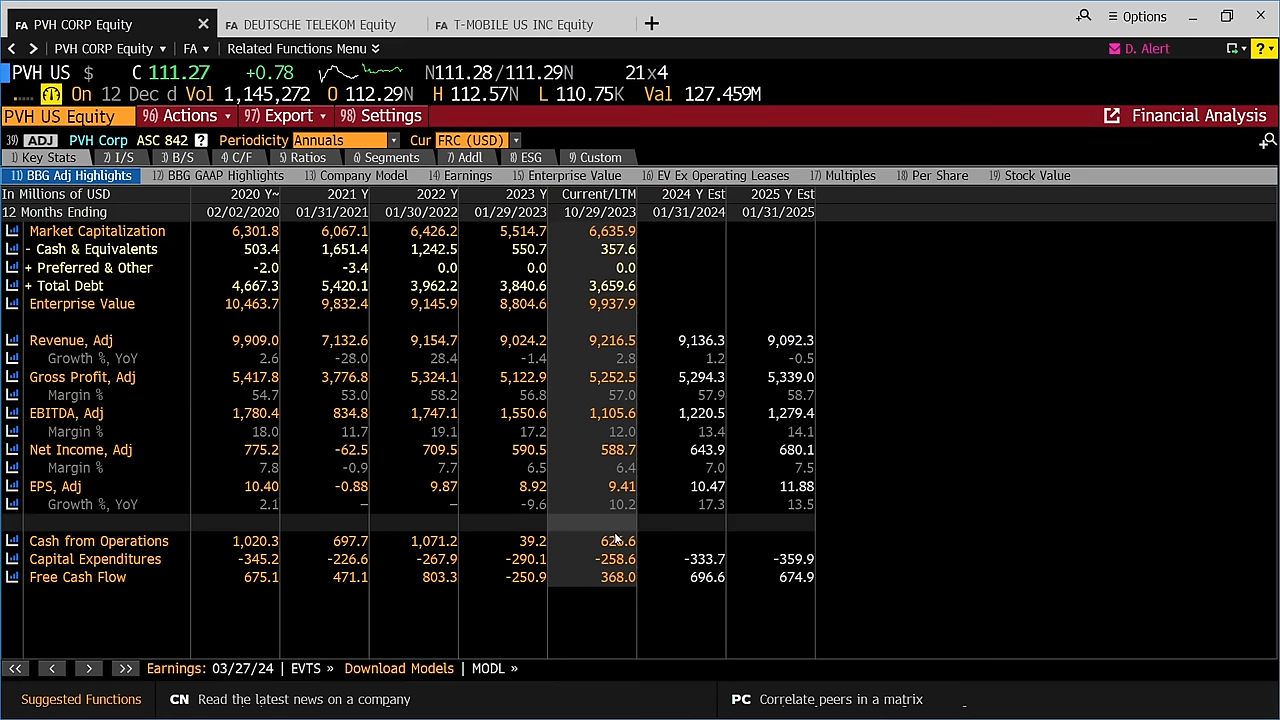 FA PVH CORP Equity FA DEUTSCHE TELEKOM Equity FA T-MOBILE US INC Equity Options
PVH CORP Equity FA Related Functions Menu D. Alert ?
PVH US $ C 111.27 +0.78 N111.28/111.29N 21x4
On 12 Dec d Vol 1,145,272 O 112.29N H 112.57N L 110.75K Val 127.459M
PVH US Equity 96) Actions 97) Export 98) Settings Financial Analysis
39) ADJ PVH Corp ASC 842 ? Periodicity Annuals Cur FRC (USD)
1) Key Stats 2) I/S 3) B/S 4) C/F 5) Ratios 6) Segments 7) Addl 8) ESG 9) Custom
11) BBG Adj Highlights 12) BBG GAAP Highlights 13) Company Model 14) Earnings 15) Enterprise Value 16) EV Ex Operating Leases 17) Multiples 18) Per Share 19) Stock Value
In Millions of USD 2020 Y~ 2021 Y 2022 Y 2023 Y Current/LTM 2024 Y Est 2025 Y Est
12 Months Ending 02/02/2020 01/31/2021 01/30/2022 01/29/2023 10/29/2023 01/31/2024 01/31/2025
Market Capitalization 6,301.8 6,067.1 6,426.2 5,514.7 6,635.9
- Cash & Equivalents 503.4 1,651.4 1,242.5 550.7 357.6
+ Preferred & Other -2.0 -3.4 0.0 0.0 0.0
+ Total Debt 4,667.3 5,420.1 3,962.2 3,840.6 3,659.6
Enterprise Value 10,463.7 9,832.4 9,145.9 8,804.6 9,937.9
Revenue, Adj 9,909.0 7,132.6 9,154.7 9,024.2 9,216.5 9,136.3 9,092.3
Growth %, YoY 2.6 -28.0 28.4 -1.4 2.8 1.2 -0.5
Gross Profit, Adj 5,417.8 3,776.8 5,324.1 5,122.9 5,252.5 5,294.3 5,339.0
Margin % 54.7 53.0 58.2 56.8 57.0 57.9 58.7
EBITDA, Adj 1,780.4 834.8 1,747.1 1,550.6 1,105.6 1,220.5 1,279.4
Margin % 18.0 11.7 19.1 17.2 12.0 13.4 14.1
Net Income, Adj 775.2 -62.5 709.5 590.5 588.7 643.9 680.1
Margin % 7.8 -0.9 7.7 6.5 6.4 7.0 7.5
EPS, Adj 10.40 -0.88 9.87 8.92 9.41 10.47 11.88
Growth %, YoY 2.1 — — -9.6 10.2 17.3 13.5
Cash from Operations 1,020.3 697.7 1,071.2 39.2
Capital Expenditures -345.2 -226.6 -267.9 -290.1 -258.6 -333.7 -359.9
Free Cash Flow 675.1 471.1 803.3 -250.9 368.0 696.6 674.9
<< < > >> Earnings: 03/27/24 | EVTS » Download Models | MODL »
Suggested Functions CN Read the latest news on a company PC Correlate peers in a matrix